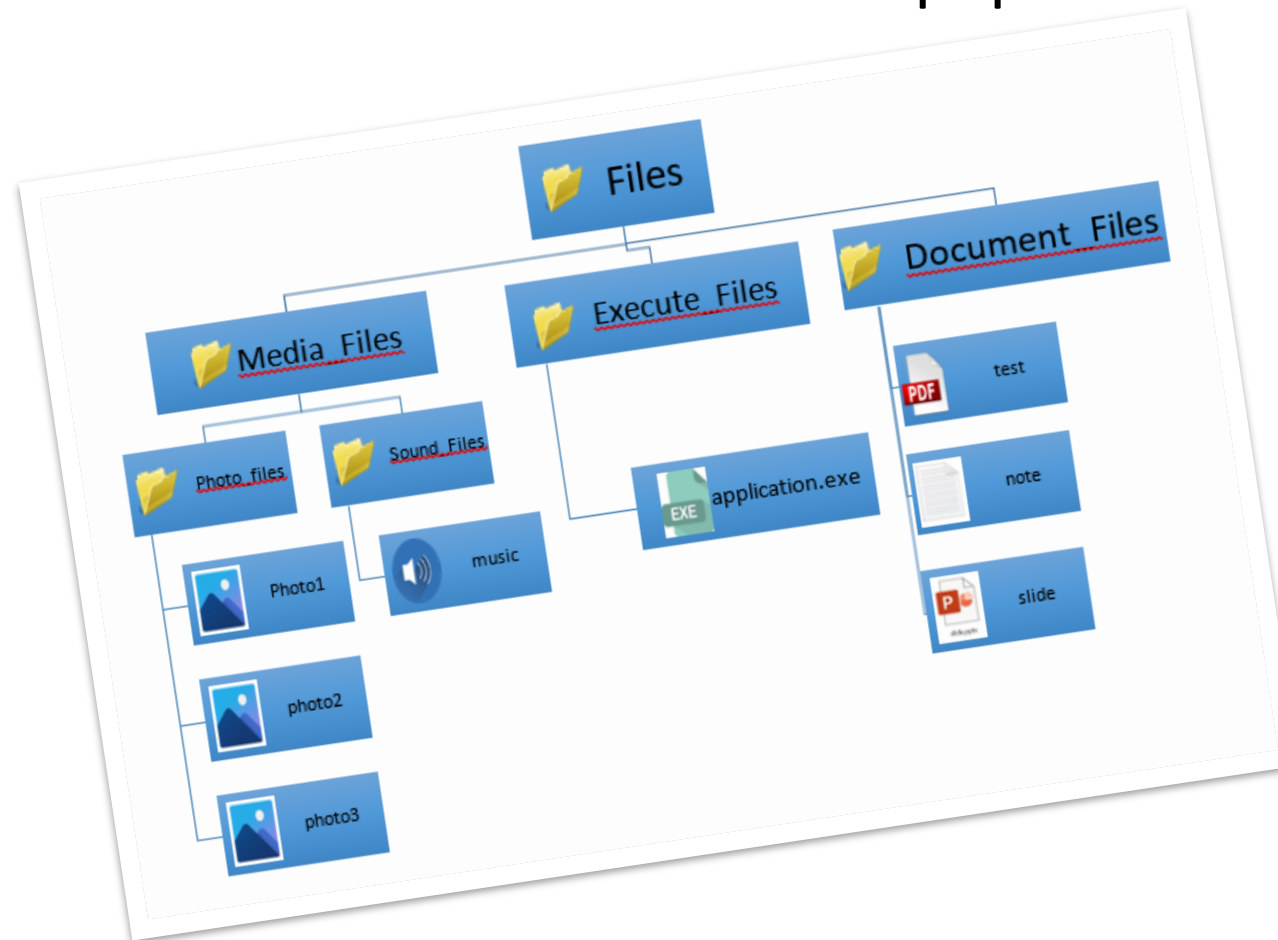 Files
Media_Files
Execute_Files
Document_Files
Photo_files
Sound_Files
Photo1
photo2
photo3
music
EXE
application.exe
PDF
test
note
P
slide